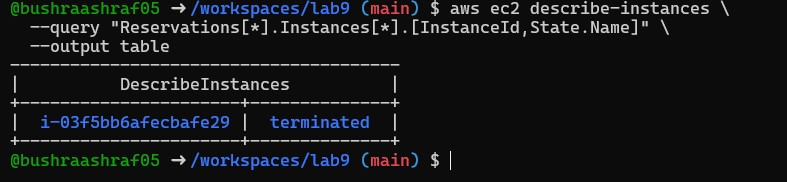 @bushraashraf05 → /workspaces/lab9 (main) $ aws ec2 describe-instances \
  --query "Reservations[*].Instances[*].[InstanceId,State.Name]" \
  --output table
---------------------------------------
|          DescribeInstances          |
+----------------------+--------------+
|  i-03f5bb6afecbafe29 |  terminated  |
+----------------------+--------------+
@bushraashraf05 → /workspaces/lab9 (main) $